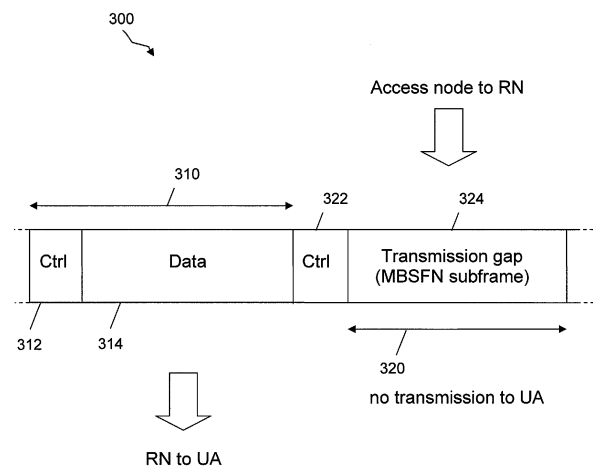 300
Access node to RN
310
322
324
Ctrl
Data
Ctrl
Transmission gap
(MBSFN subframe)
312
314
320
no transmission to UA
RN to UA